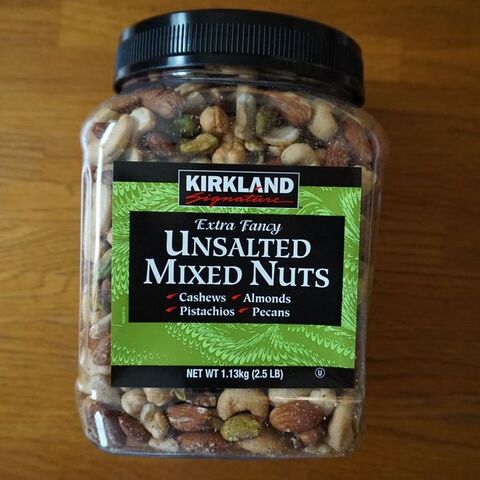 KIRKLAND
Signature
Extra Fancy
UNSALTED
MIXED NUTS
Cashews Almonds
Pistachios Pecans
NET WT 1.13kg (2.5 LB)
U